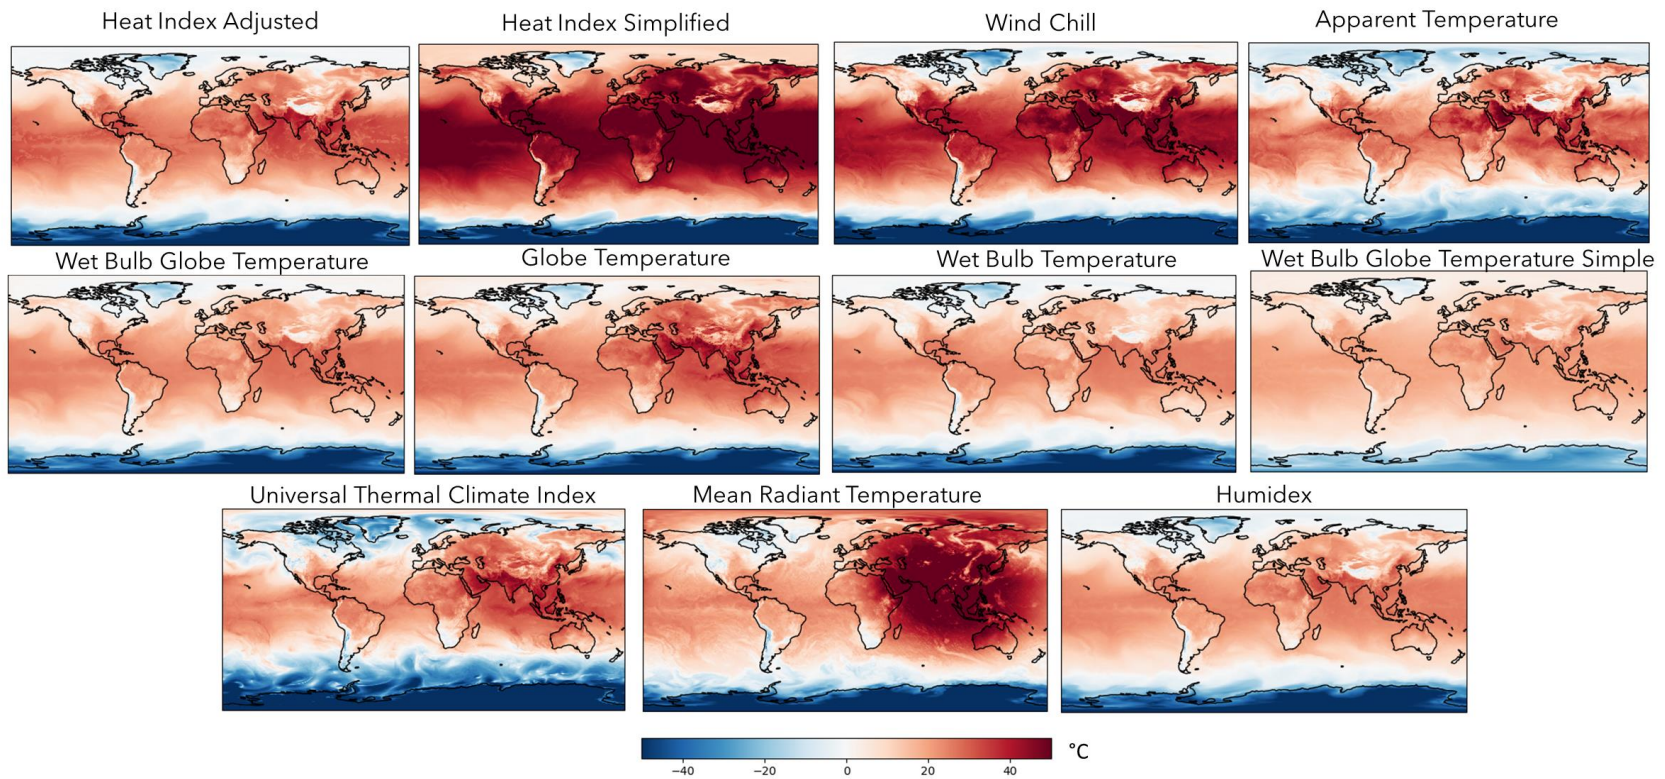 Heat Index Adjusted
Heat Index Simplified
Wind Chill
Apparent Temperature
Wet Bulb Globe Temperature
Globe Temperature
Wet Bulb Temperature
Wet Bulb Globe Temperature Simple
Universal Thermal Climate Index
Mean Radiant Temperature
Humidex
°C
−40 −20 0 20 40